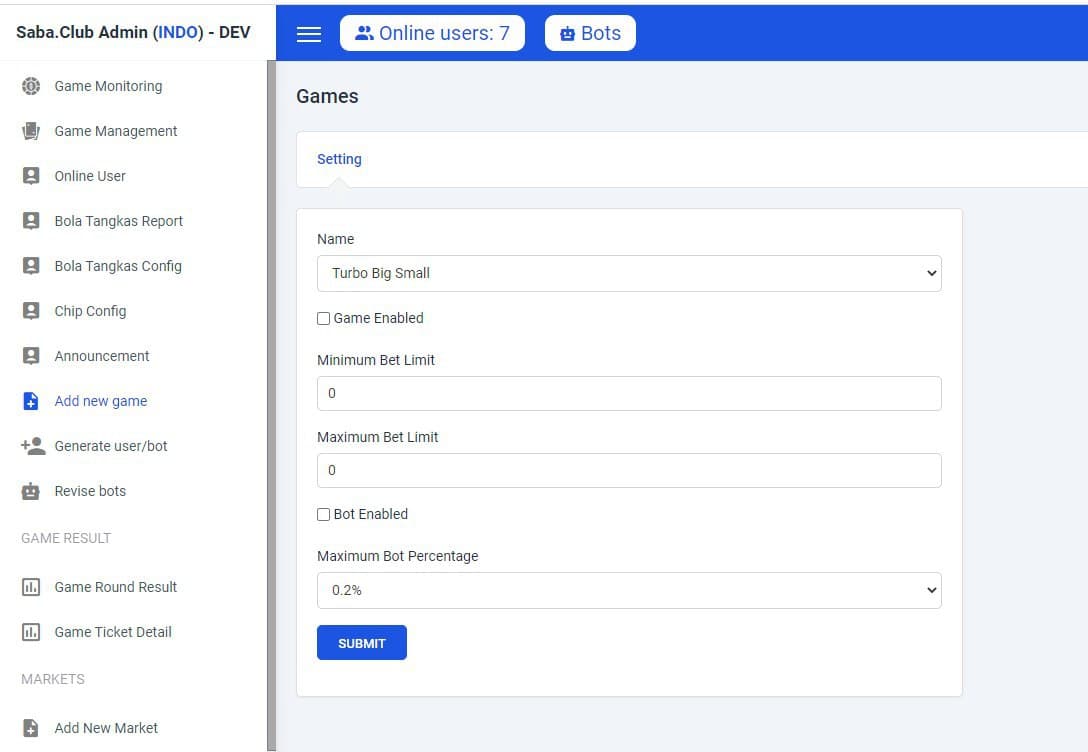 Saba.Club Admin (INDO) - DEV
Online users: 7
Bots
Game Monitoring
Game Management
Online User
Bola Tangkas Report
Bola Tangkas Config
Chip Config
Announcement
Add new game
Generate user/bot
Revise bots
GAME RESULT
Game Round Result
Game Ticket Detail
MARKETS
Add New Market
Games
Setting
Name
Turbo Big Small
Game Enabled
Minimum Bet Limit
0
Maximum Bet Limit
0
Bot Enabled
Maximum Bot Percentage
0.2%
SUBMIT